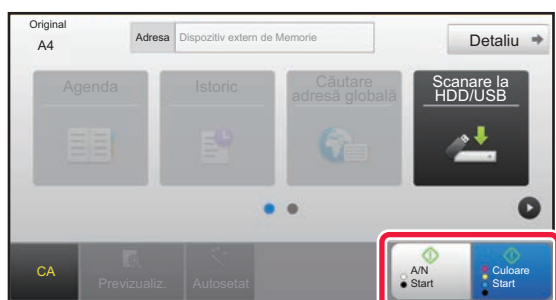 Original
A4
Adresa
Dispozitiv extern de Memorie
Detaliu
Agenda
Istoric
Căutare
adresă globală
Scanare la
HDD/USB
CA
Previzualiz.
Autosetat
A/N
Start
Culoare
Start